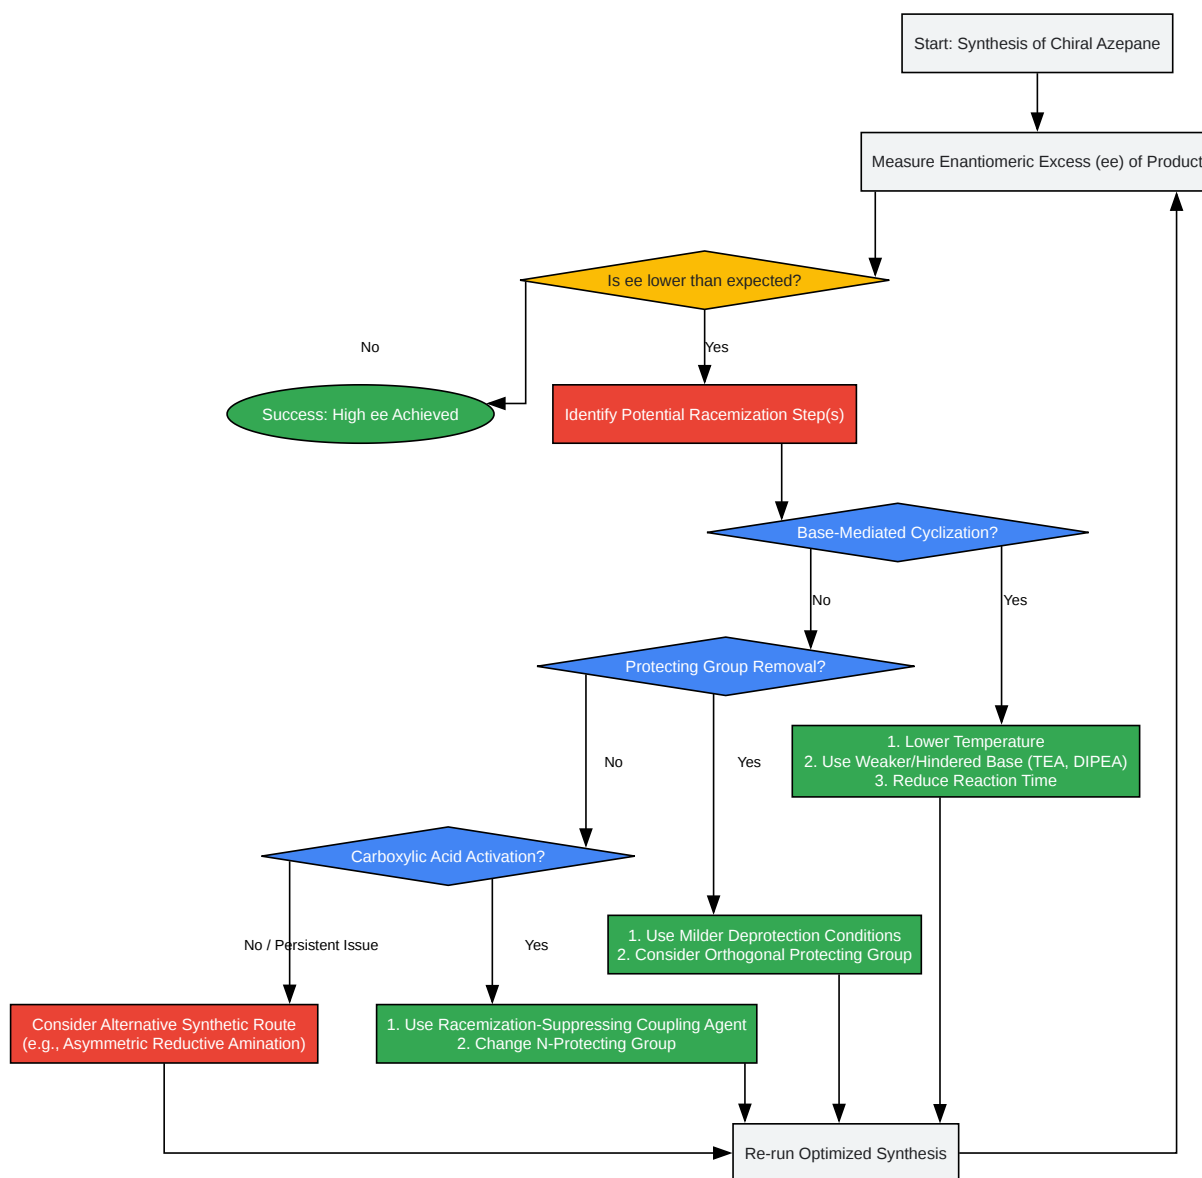 Start: Synthesis of Chiral Azepane
Measure Enantiomeric Excess (ee) of Product
Is ee lower than expected?
No
Yes
Success: High ee Achieved
Identify Potential Racemization Step(s)
Base-Mediated Cyclization?
No
Yes
Protecting Group Removal?
No
Yes
1. Lower Temperature
2. Use Weaker/Hindered Base (TEA, DIPEA)
3. Reduce Reaction Time
Carboxylic Acid Activation?
No / Persistent Issue
Yes
1. Use Milder Deprotection Conditions
2. Consider Orthogonal Protecting Group
Consider Alternative Synthetic Route
(e.g., Asymmetric Reductive Amination)
1. Use Racemization-Suppressing Coupling Agent
2. Change N-Protecting Group
Re-run Optimized Synthesis